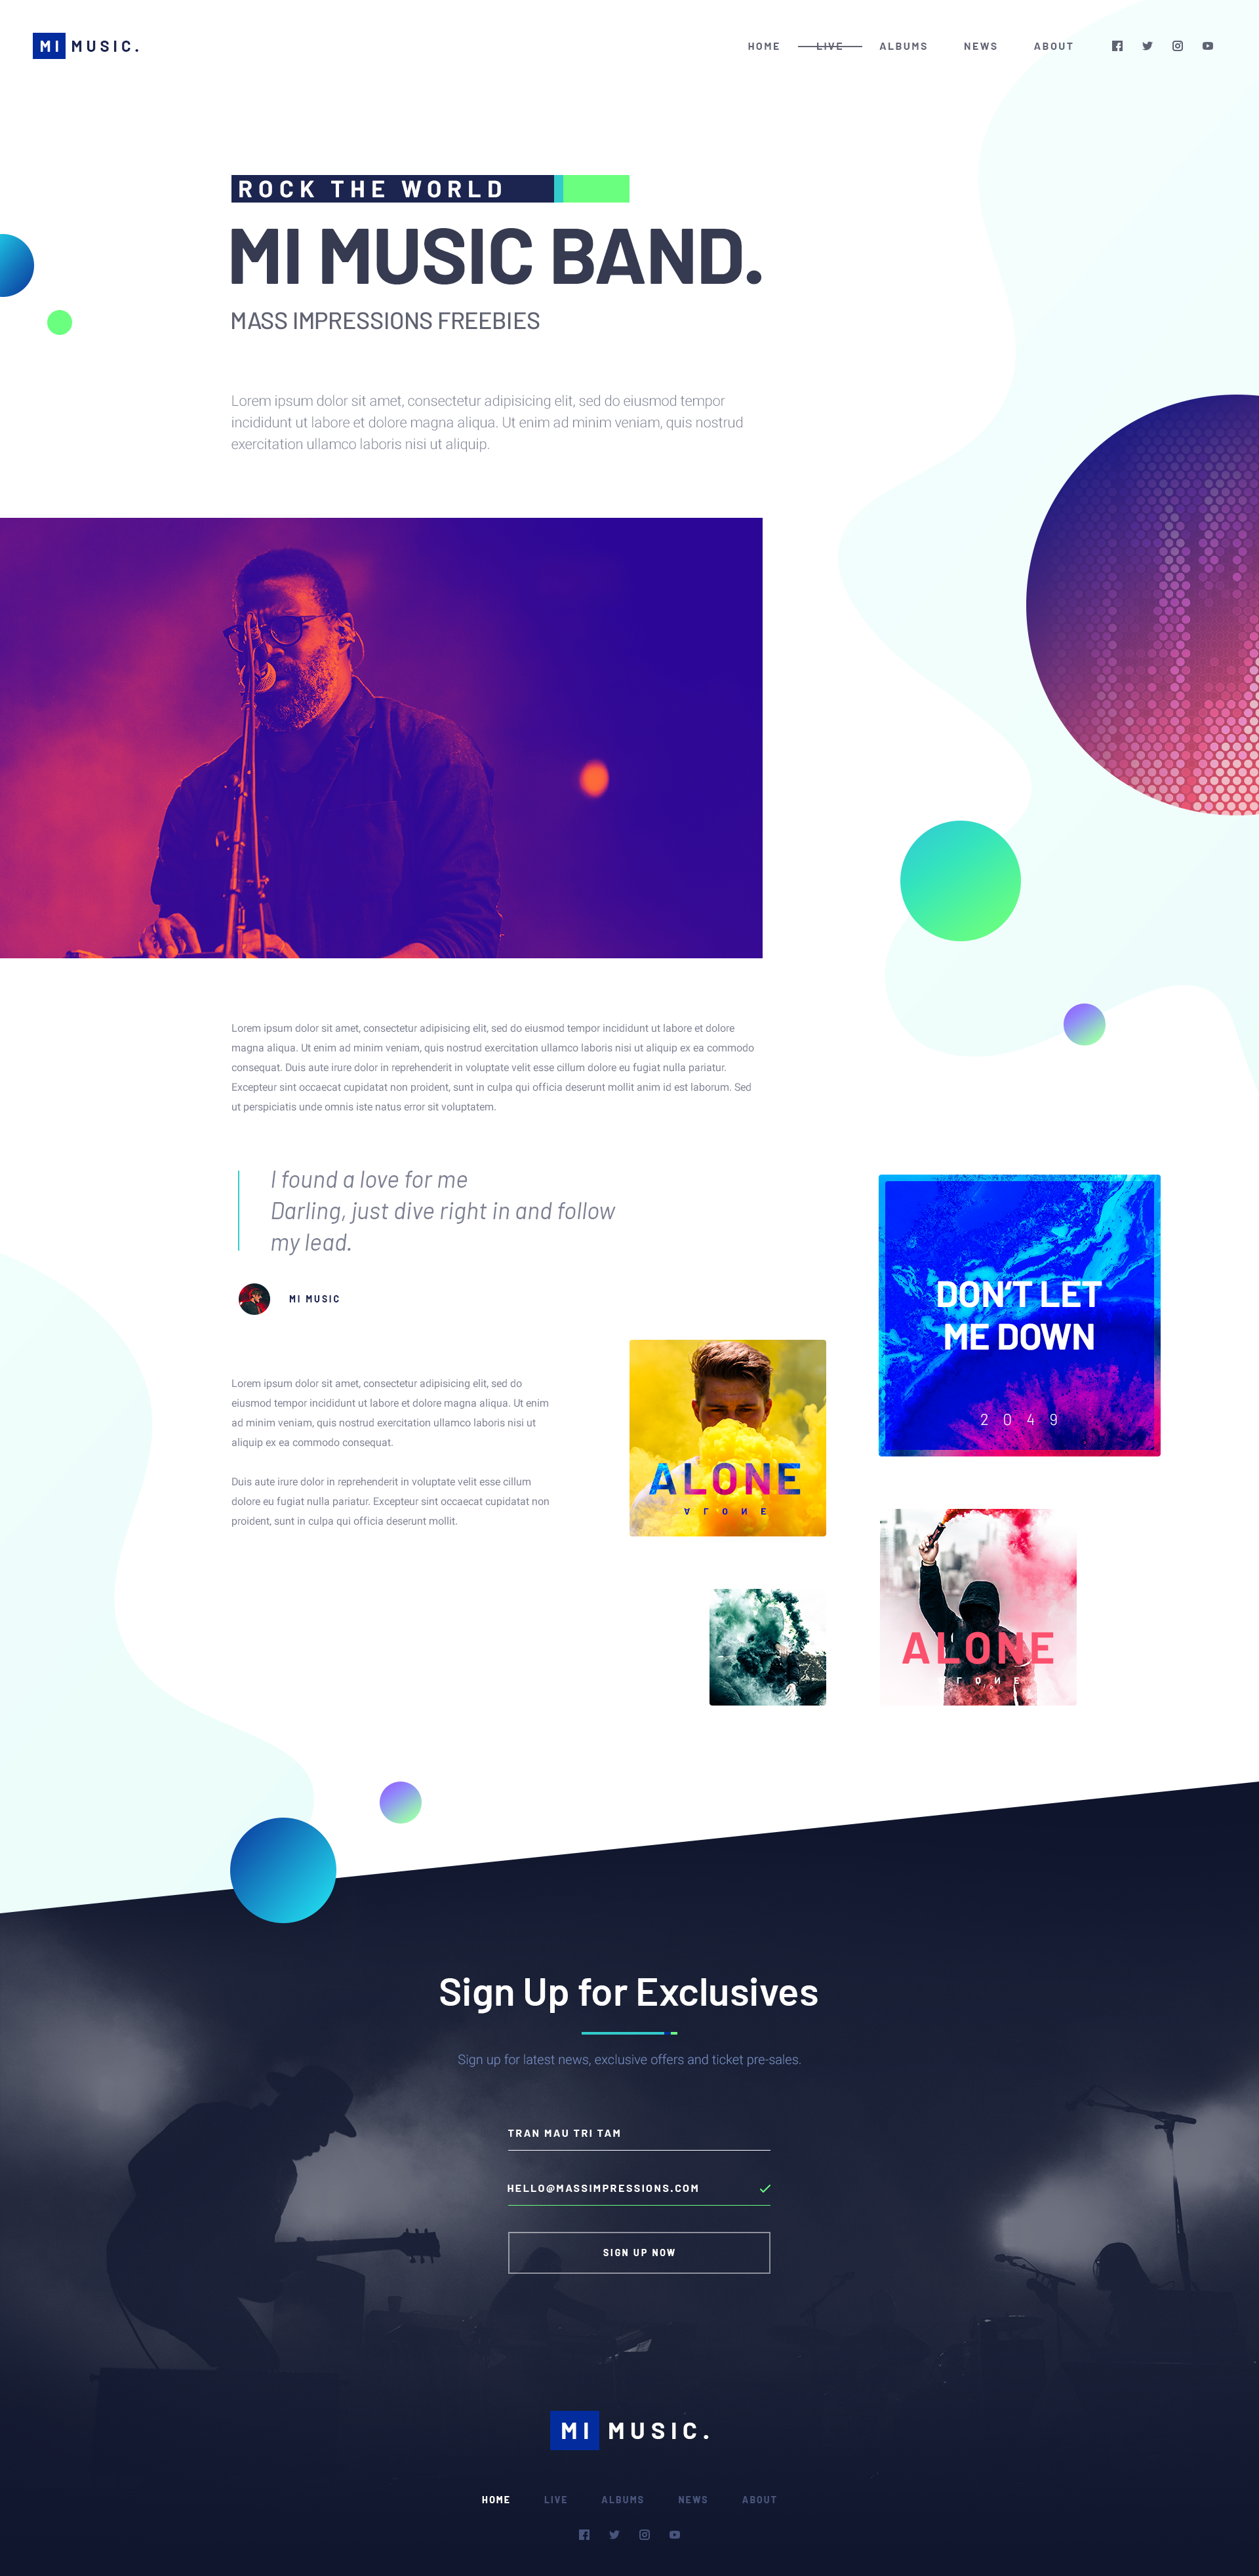 MI MUSIC.
HOME LIVE ALBUMS NEWS ABOUT
ROCK THE WORLD
MI MUSIC BAND.
MASS IMPRESSIONS FREEBIES
Lorem ipsum dolor sit amet, consectetur adipisicing elit, sed do eiusmod tempor
incididunt ut labore et dolore magna aliqua. Ut enim ad minim veniam, quis nostrud
exercitation ullamco laboris nisi ut aliquip.
Lorem ipsum dolor sit amet, consectetur adipisicing elit, sed do eiusmod tempor incididunt ut labore et dolore
magna aliqua. Ut enim ad minim veniam, quis nostrud exercitation ullamco laboris nisi ut aliquip ex ea commodo
consequat. Duis aute irure dolor in reprehenderit in voluptate velit esse cillum dolore eu fugiat nulla pariatur.
Excepteur sint occaecat cupidatat non proident, sunt in culpa qui officia deserunt mollit anim id est laborum. Sed
ut perspiciatis unde omnis iste natus error sit voluptatem.
I found a love for me
Darling, just dive right in and follow
my lead.
MI MUSIC
Lorem ipsum dolor sit amet, consectetur adipisicing elit, sed do
eiusmod tempor incididunt ut labore et dolore magna aliqua. Ut enim
ad minim veniam, quis nostrud exercitation ullamco laboris nisi ut
aliquip ex ea commodo consequat.
Duis aute irure dolor in reprehenderit in voluptate velit esse cillum
dolore eu fugiat nulla pariatur. Excepteur sint occaecat cupidatat non
proident, sunt in culpa qui officia deserunt mollit.
DON'T LET
ME DOWN
2049
ALONE
ALONE
ALONE
Sign Up for Exclusives
Sign up for latest news, exclusive offers and ticket pre-sales.
TRAN MAU TRI TAM
HELLO@MASSIMPRESSIONS.COM
SIGN UP NOW
MI MUSIC.
HOME LIVE ALBUMS NEWS ABOUT